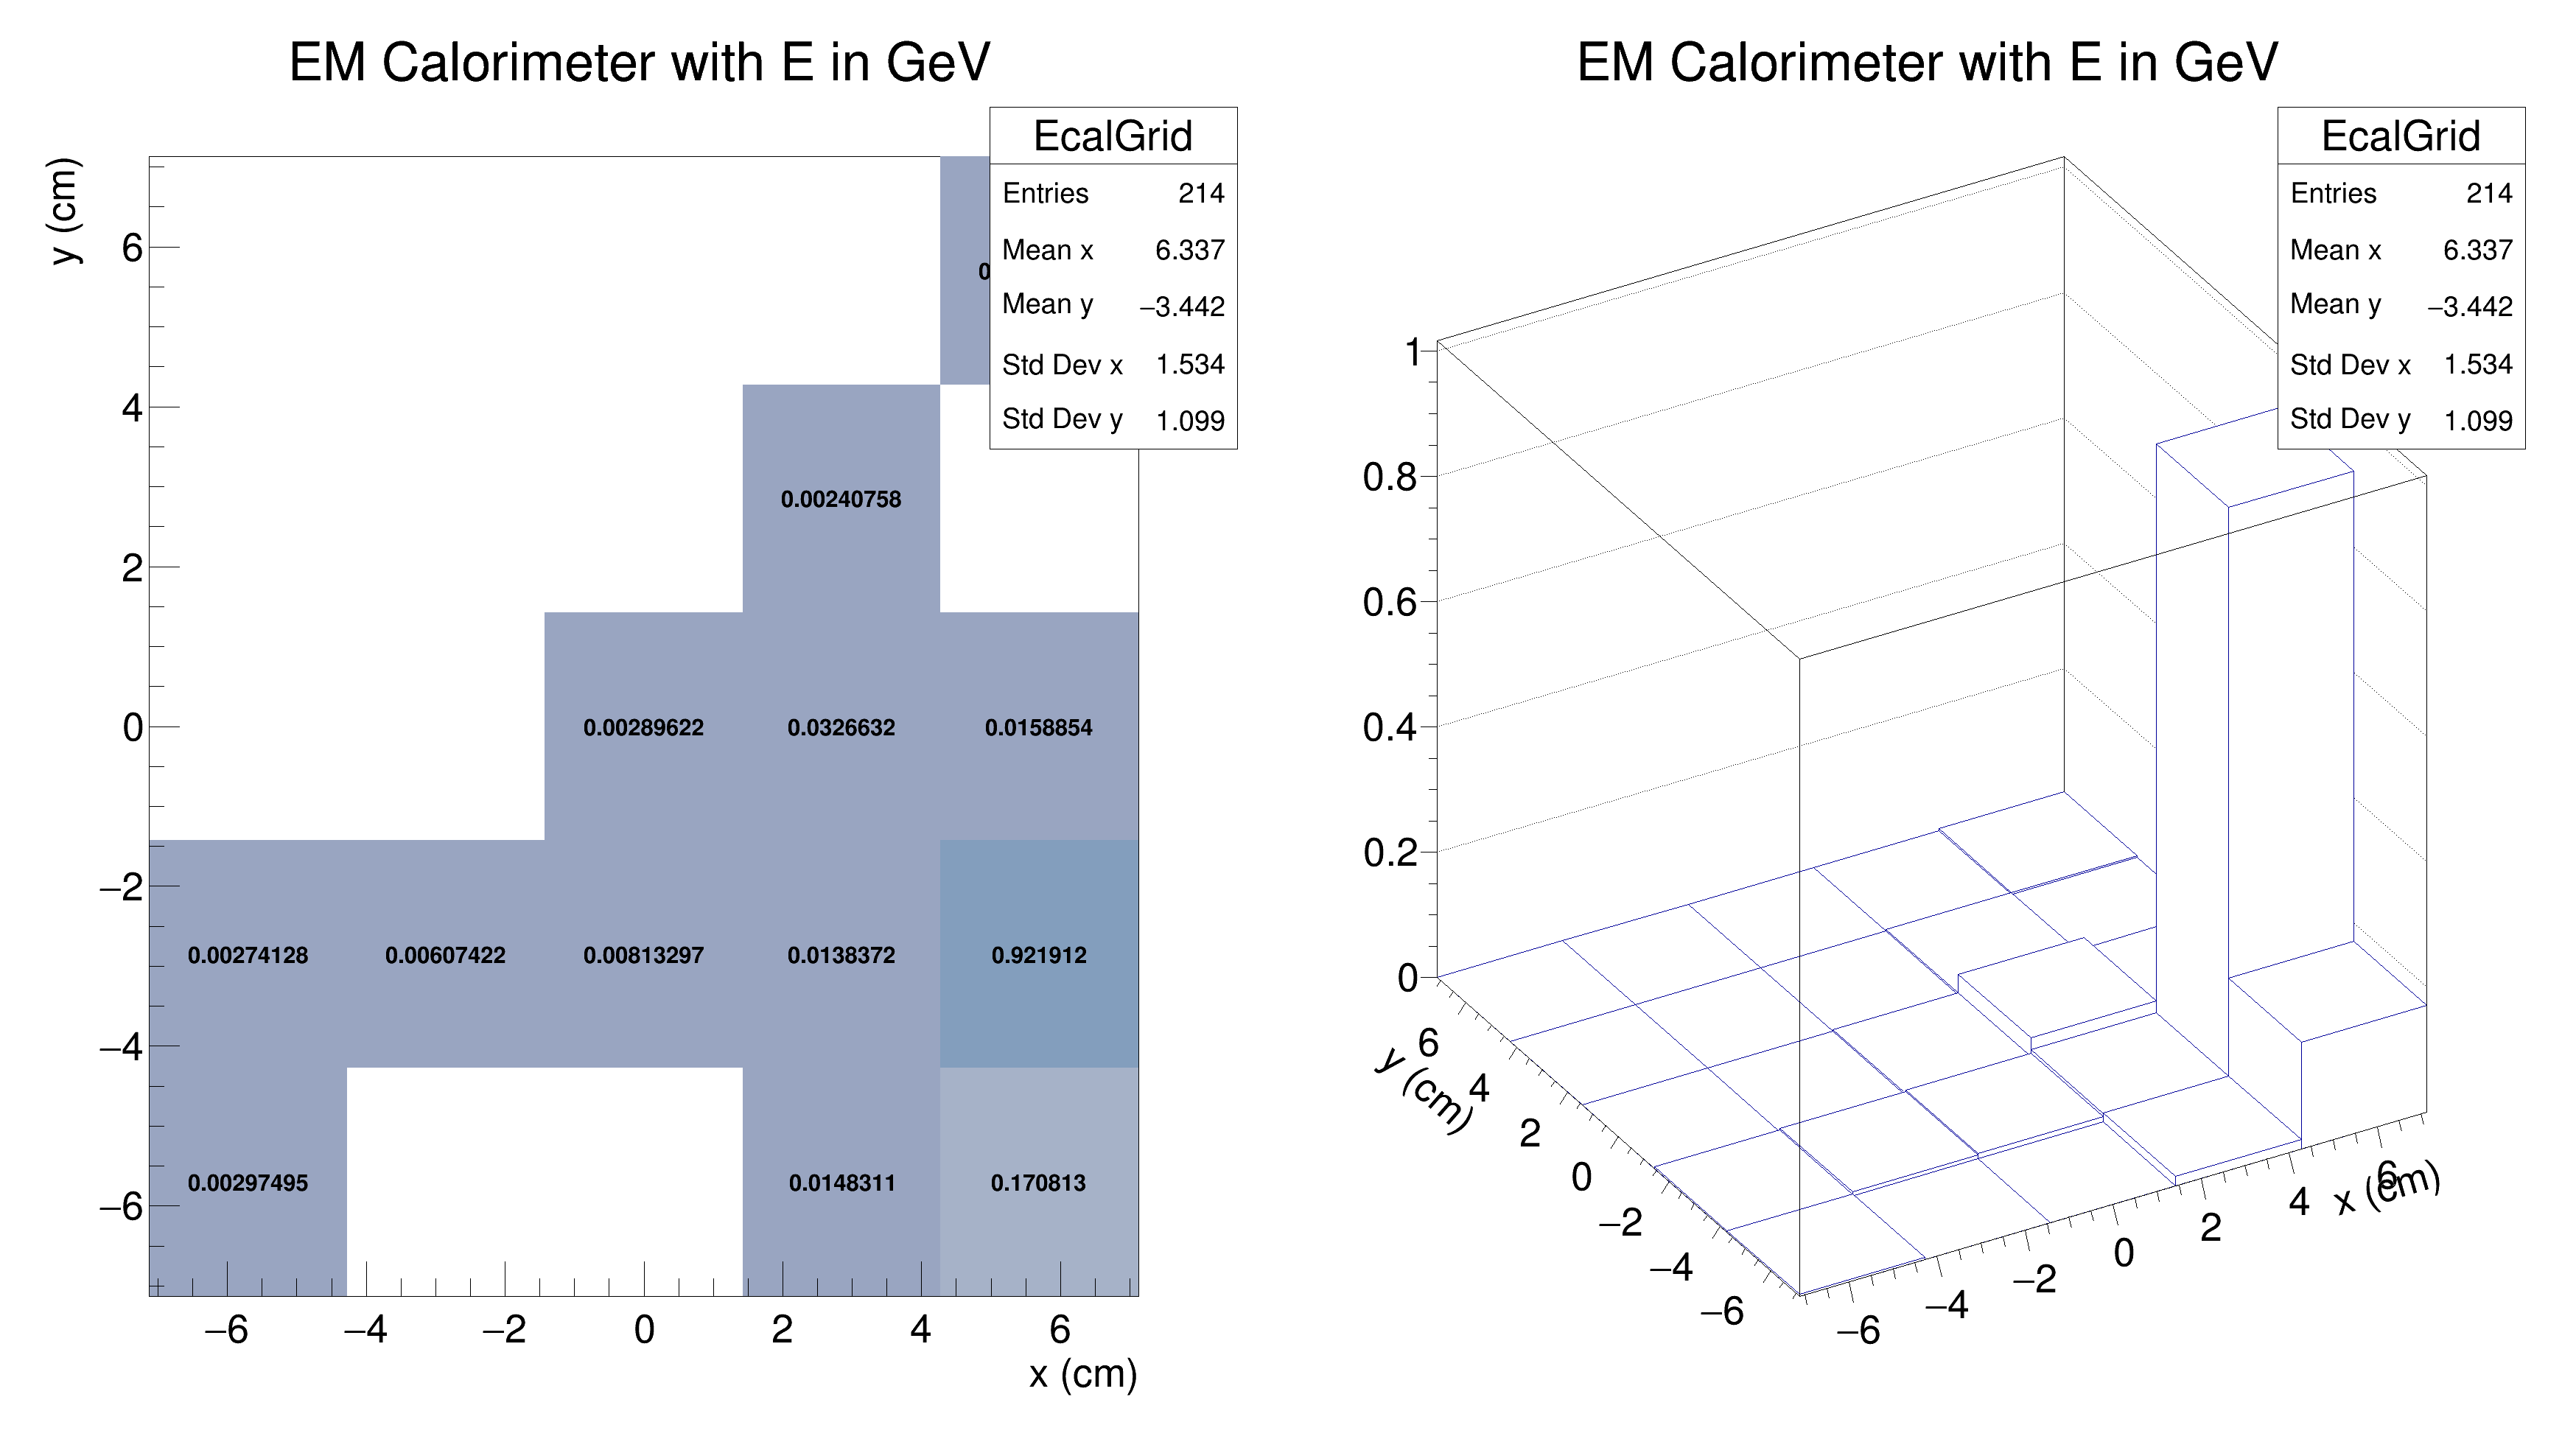 EM Calorimeter with E in GeV
EcalGrid
Entries 214
Mean x 6.337
Mean y −3.442
Std Dev x 1.534
Std Dev y 1.099
y (cm)
6
4
2
0
−2
−4
−6
0
0.00240758
0.00289622 0.0326632 0.0158854
0.00274128 0.00607422 0.00813297 0.0138372 0.921912
0.00297495 0.0148311 0.170813
−6 −4 −2 0 2 4 6
x (cm)
EM Calorimeter with E in GeV
EcalGrid
Entries 214
Mean x 6.337
Mean y −3.442
Std Dev x 1.534
Std Dev y 1.099
1
0.8
0.6
0.4
0.2
0
y (cm)
6
4
2
0
−2
−4
−6
−6
−4
−2
0
2
4
6
x (cm)